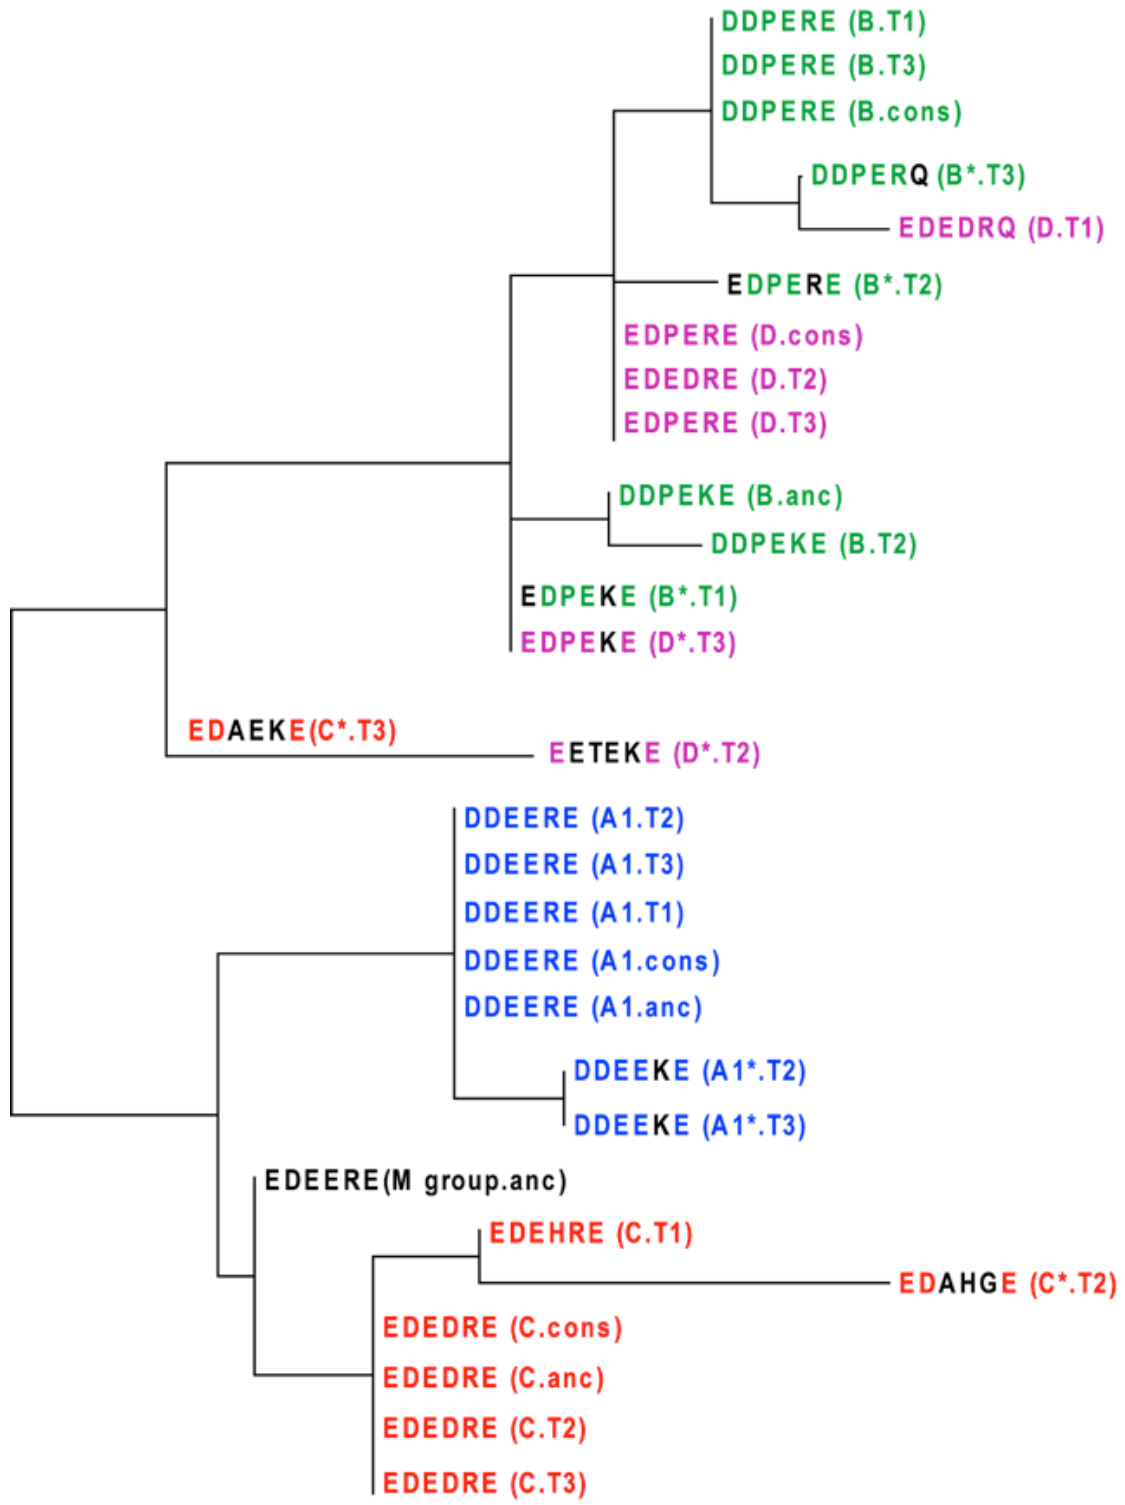 DDPERE (B.T1)
DDPERE (B.T3)
DDPERE (B.cons)
DDPERQ (B*.T3)
EDEDRQ (D.T1)
EDPERE (B*.T2)
EDPERE (D.cons)
EDEDRE (D.T2)
EDPERE (D.T3)
DDPEKE (B.anc)
DDPEKE (B.T2)
EDPEKE (B*.T1)
EDPEKE (D*.T3)
EDAEKE(C*.T3)
EETEKE (D*.T2)
DDEERE (A1.T2)
DDEERE (A1.T3)
DDEERE (A1.T1)
DDEERE (A1.cons)
DDEERE (A1.anc)
DDEEKE (A1*.T2)
DDEEKE (A1*.T3)
EDEERE(M group.anc)
EDEHRE (C.T1)
EDAHGE (C*.T2)
EDEDRE (C.cons)
EDEDRE (C.anc)
EDEDRE (C.T2)
EDEDRE (C.T3)